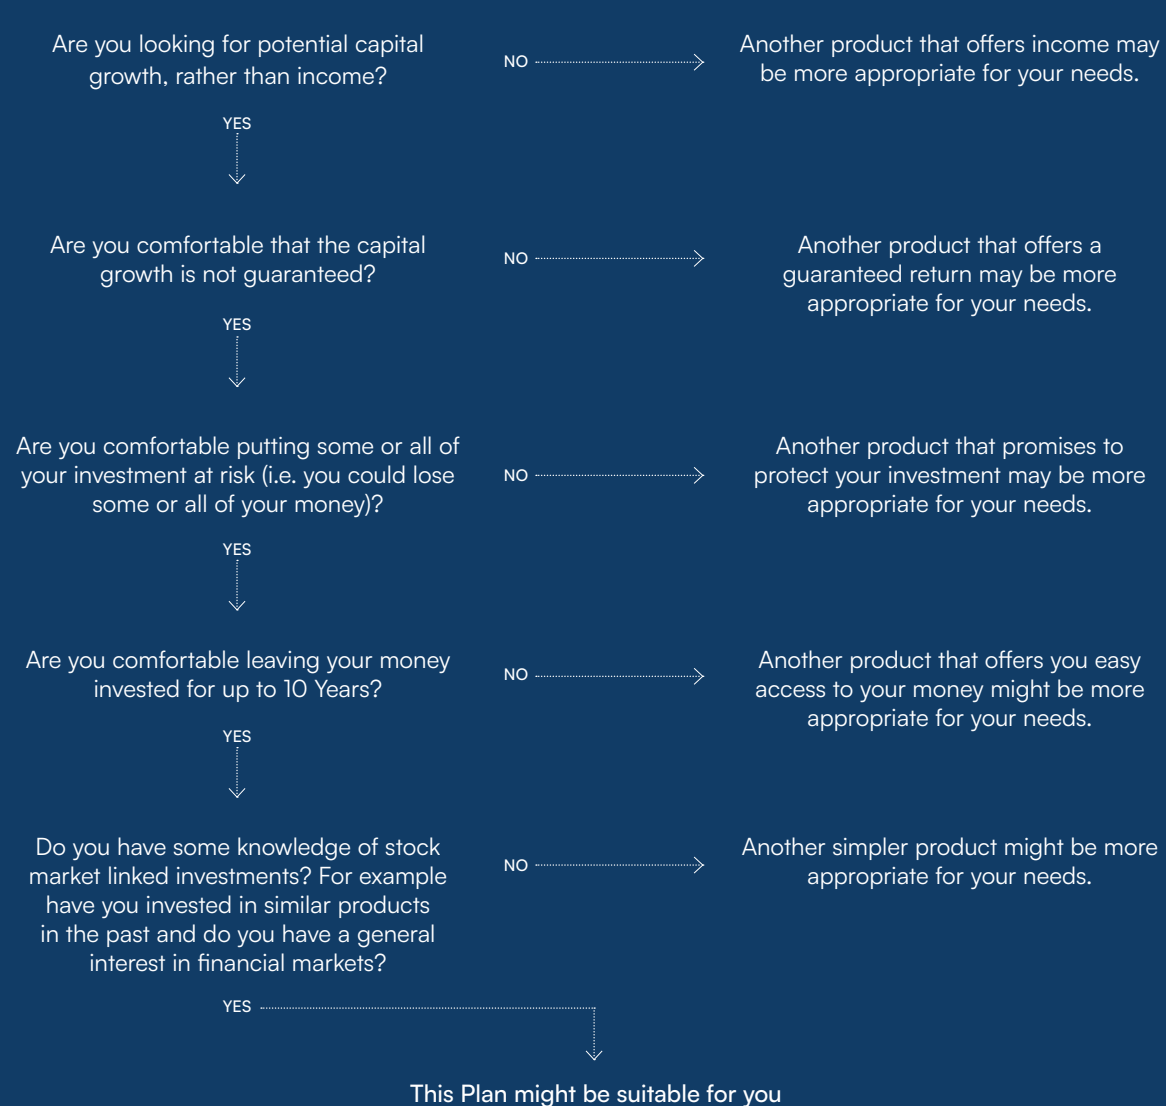 Are you looking for potential capital
growth, rather than income?
NO
Another product that offers income may
be more appropriate for your needs.
YES
Are you comfortable that the capital
growth is not guaranteed?
NO
Another product that offers a
guaranteed return may be more
appropriate for your needs.
YES
Are you comfortable putting some or all of
your investment at risk (i.e. you could lose
some or all of your money)?
NO
Another product that promises to
protect your investment may be more
appropriate for your needs.
YES
Are you comfortable leaving your money
invested for up to 10 Years?
NO
Another product that offers you easy
access to your money might be more
appropriate for your needs.
YES
Do you have some knowledge of stock
market linked investments? For example
have you invested in similar products
in the past and do you have a general
interest in financial markets?
NO
Another simpler product might be more
appropriate for your needs.
YES
This Plan might be suitable for you